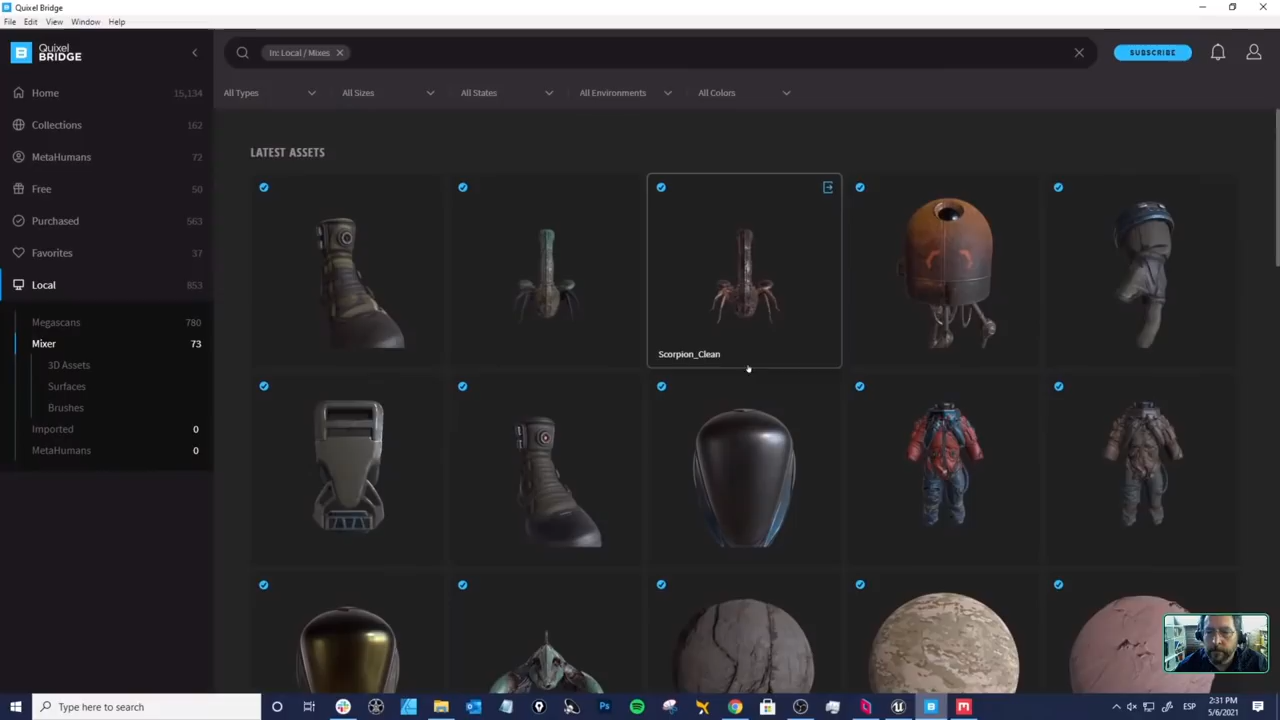 Quixel Bridge
File Edit View Window Help
Quixel
BRIDGE
In: Local / Mixes
SUBSCRIBE
Home 15,134
All Types All Sizes All States All Environments All Colors
Collections 162
LATEST ASSETS
MetaHumans 72
Free 50
Purchased 563
Favorites 37
Local 853
Megascans 780
Mixer 73
Scorpion_Clean
3D Assets
Surfaces
Brushes
Imported 0
MetaHumans 0
Type here to search
ESP
2:31 PM
5/6/2021